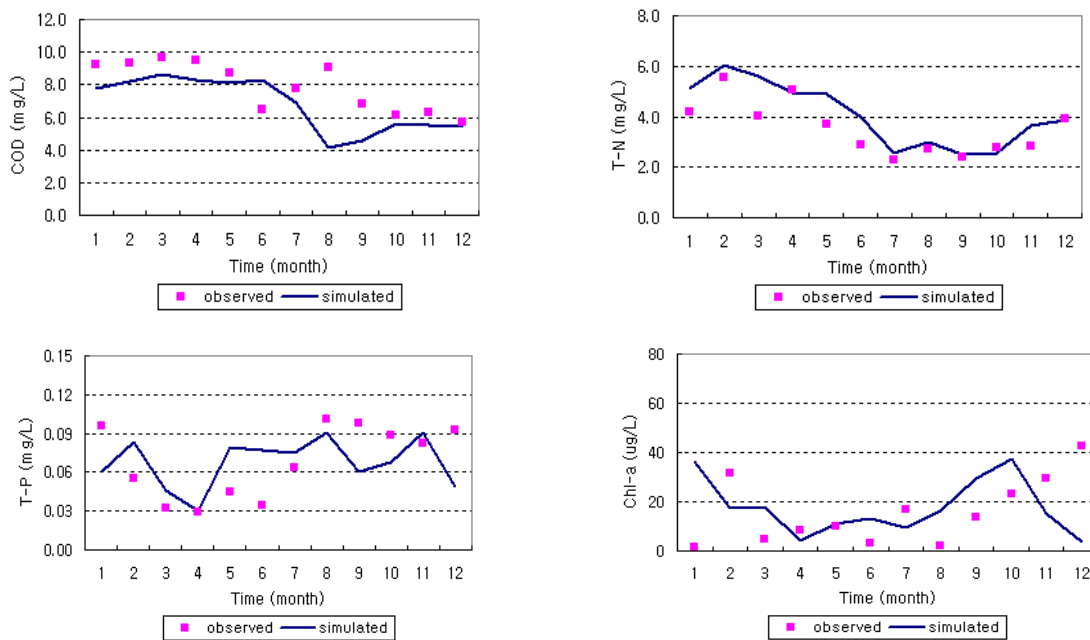 12.0
10.0
8.0
6.0
4.0
2.0
0.0
COD (mg/L)
1 2 3 4 5 6 7 8 9 10 11 12
Time (month)
observed simulated
8.0
6.0
4.0
2.0
0.0
T-N (mg/L)
1 2 3 4 5 6 7 8 9 10 11 12
Time (month)
observed simulated
0.15
0.12
0.09
0.06
0.03
0.00
T-P (mg/L)
1 2 3 4 5 6 7 8 9 10 11 12
Time (month)
observed simulated
80
60
40
20
0
Chl-a (ug/L)
1 2 3 4 5 6 7 8 9 10 11 12
Time (month)
observed simulated